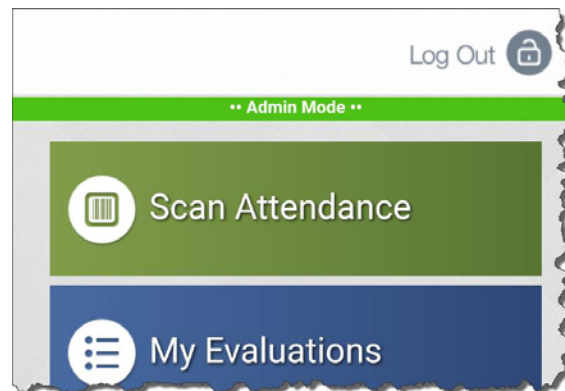 Log Out
•• Admin Mode ••
Scan Attendance
My Evaluations